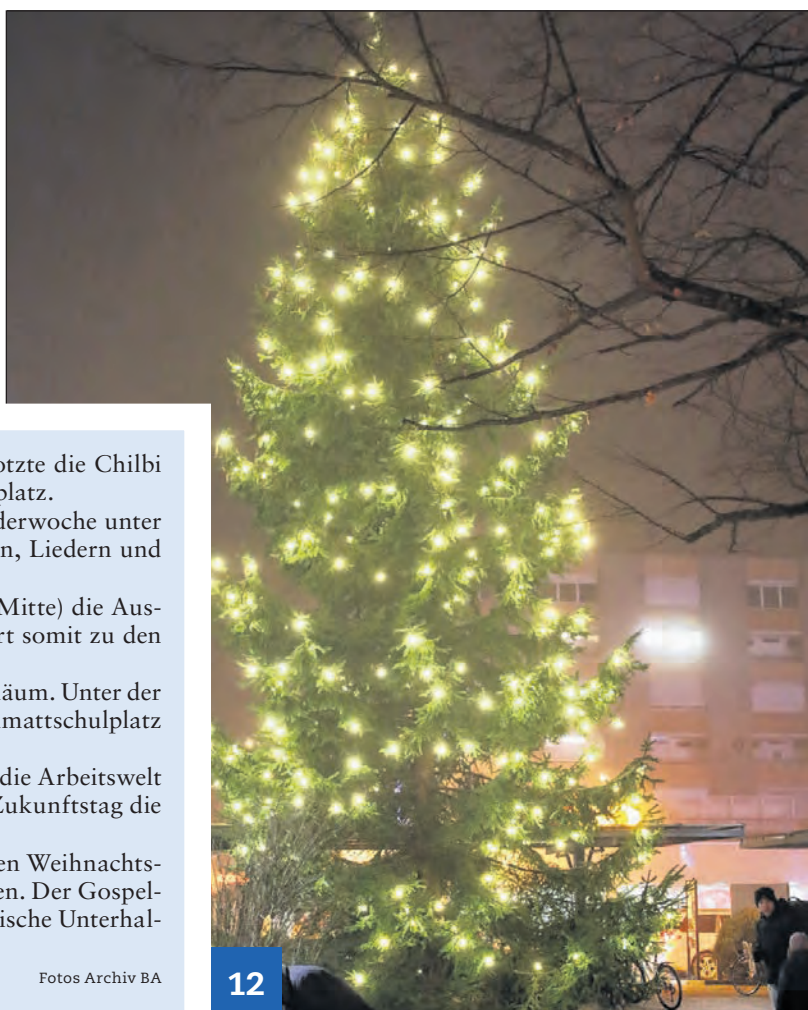 otzte die Chilbi
platz.
derwoche unter
n, Liedern und
Mitte) die Aus-
rt somit zu den
äum. Unter der
mattschulplatz
die Arbeitswelt
Zukunftstag die
en Weihnachts-
en. Der Gospel-
ische Unterhal-
Fotos Archiv BA
12